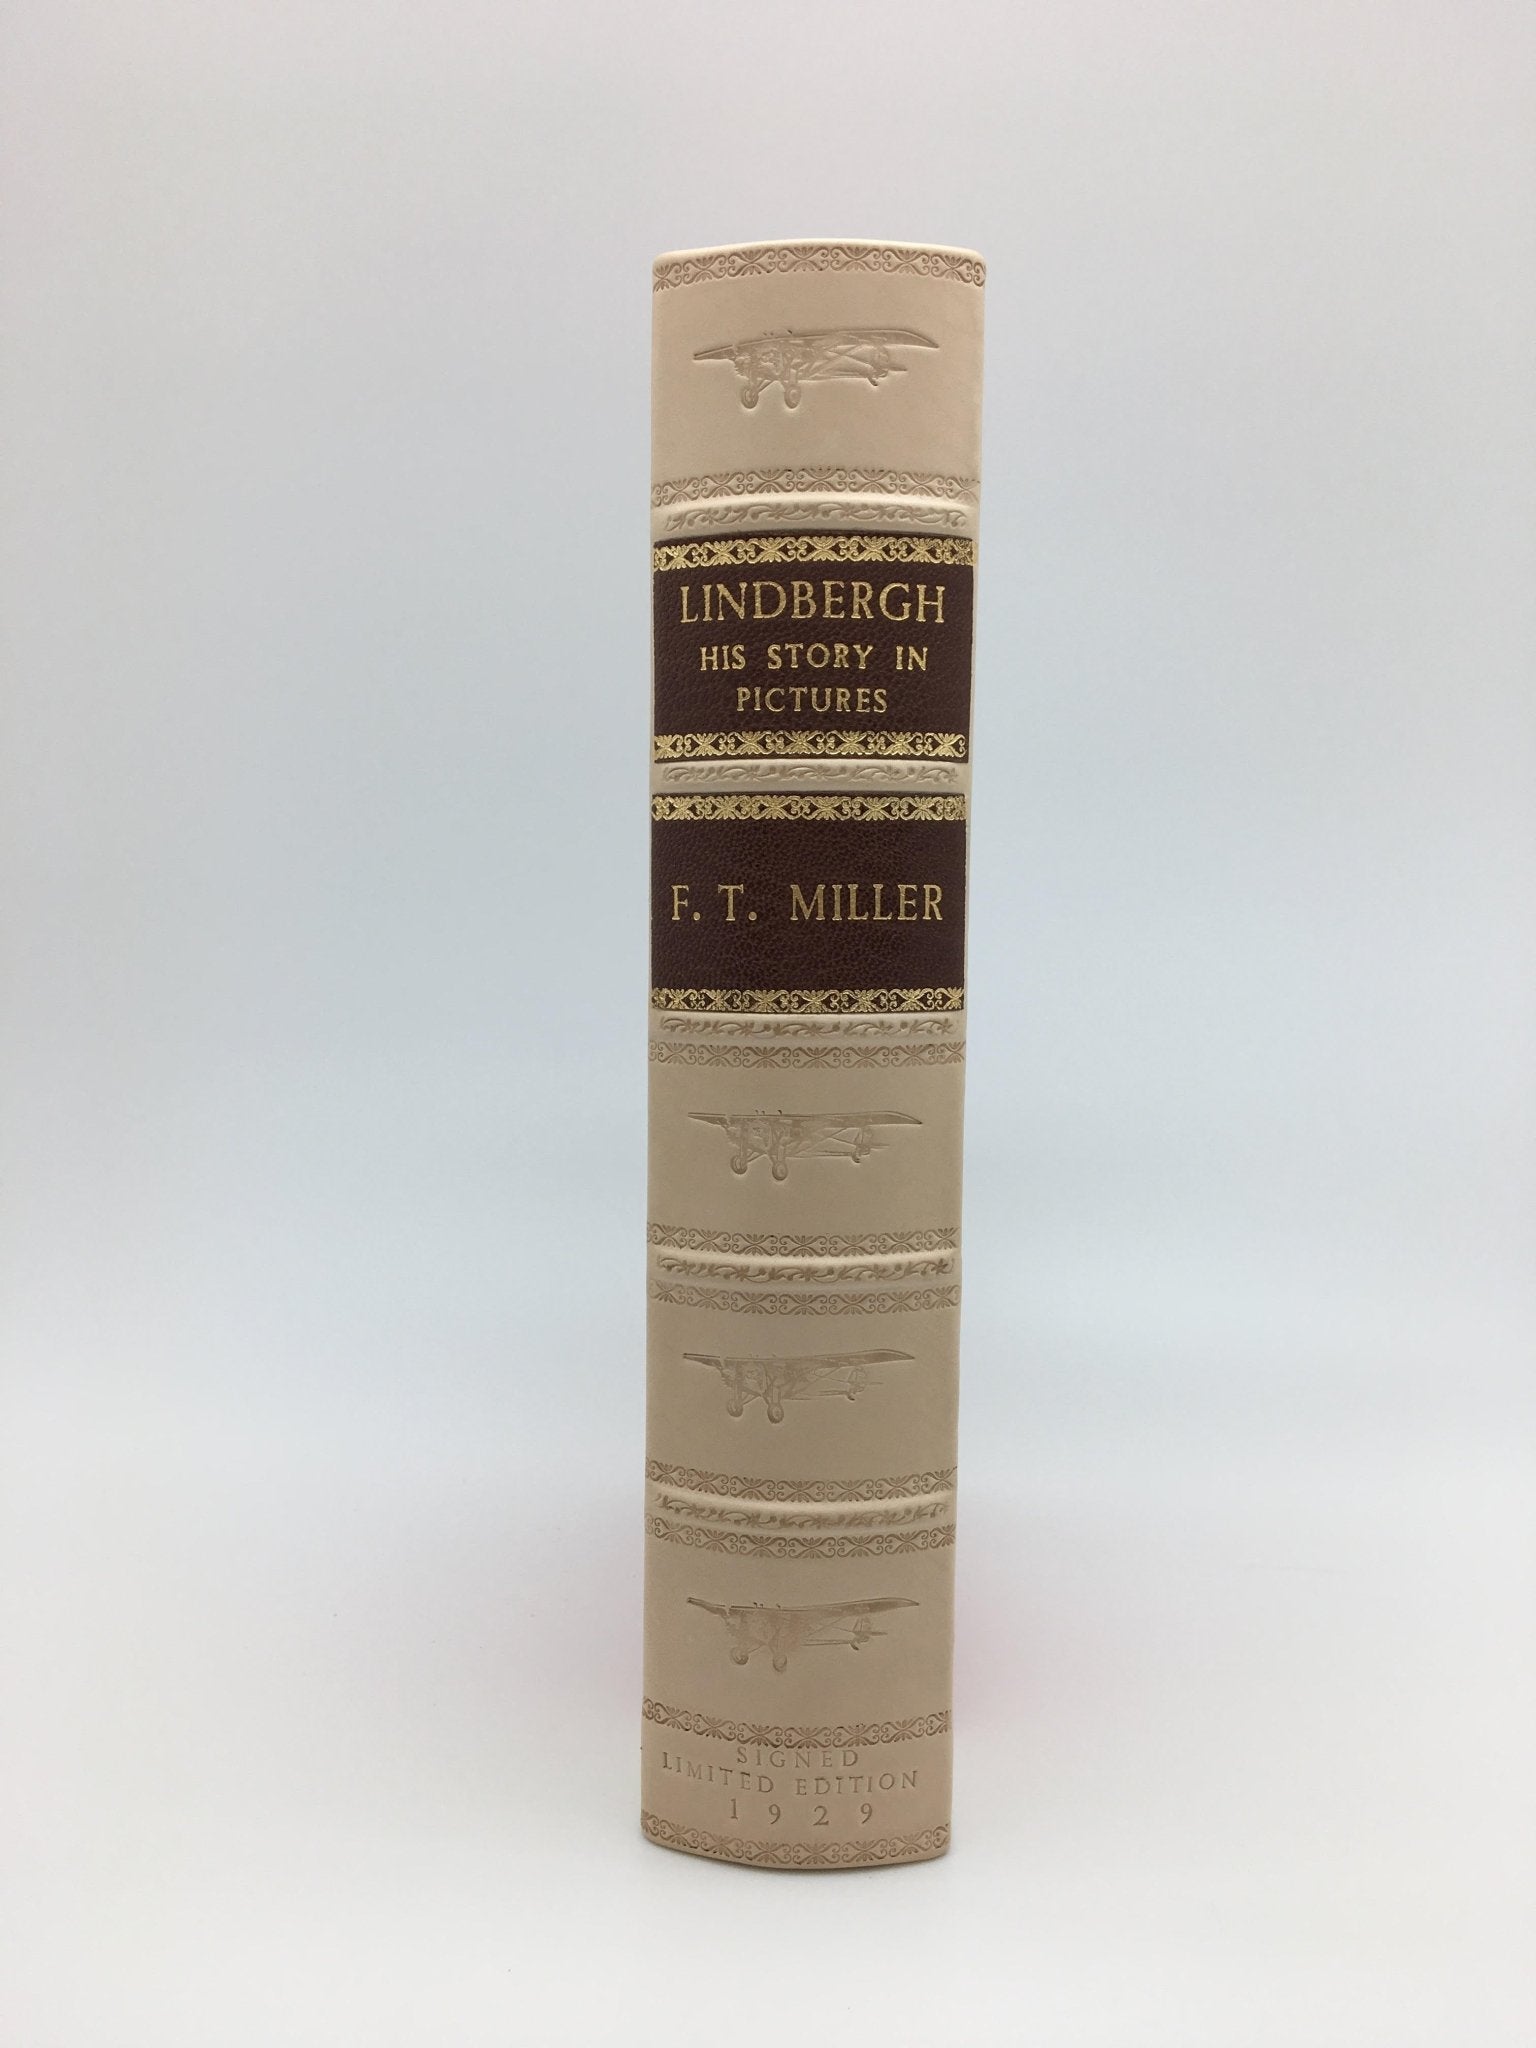 LINDBERGH
HIS STORY IN
PICTURES
F. T. MILLER
SIGNED
LIMITED EDITION
1929